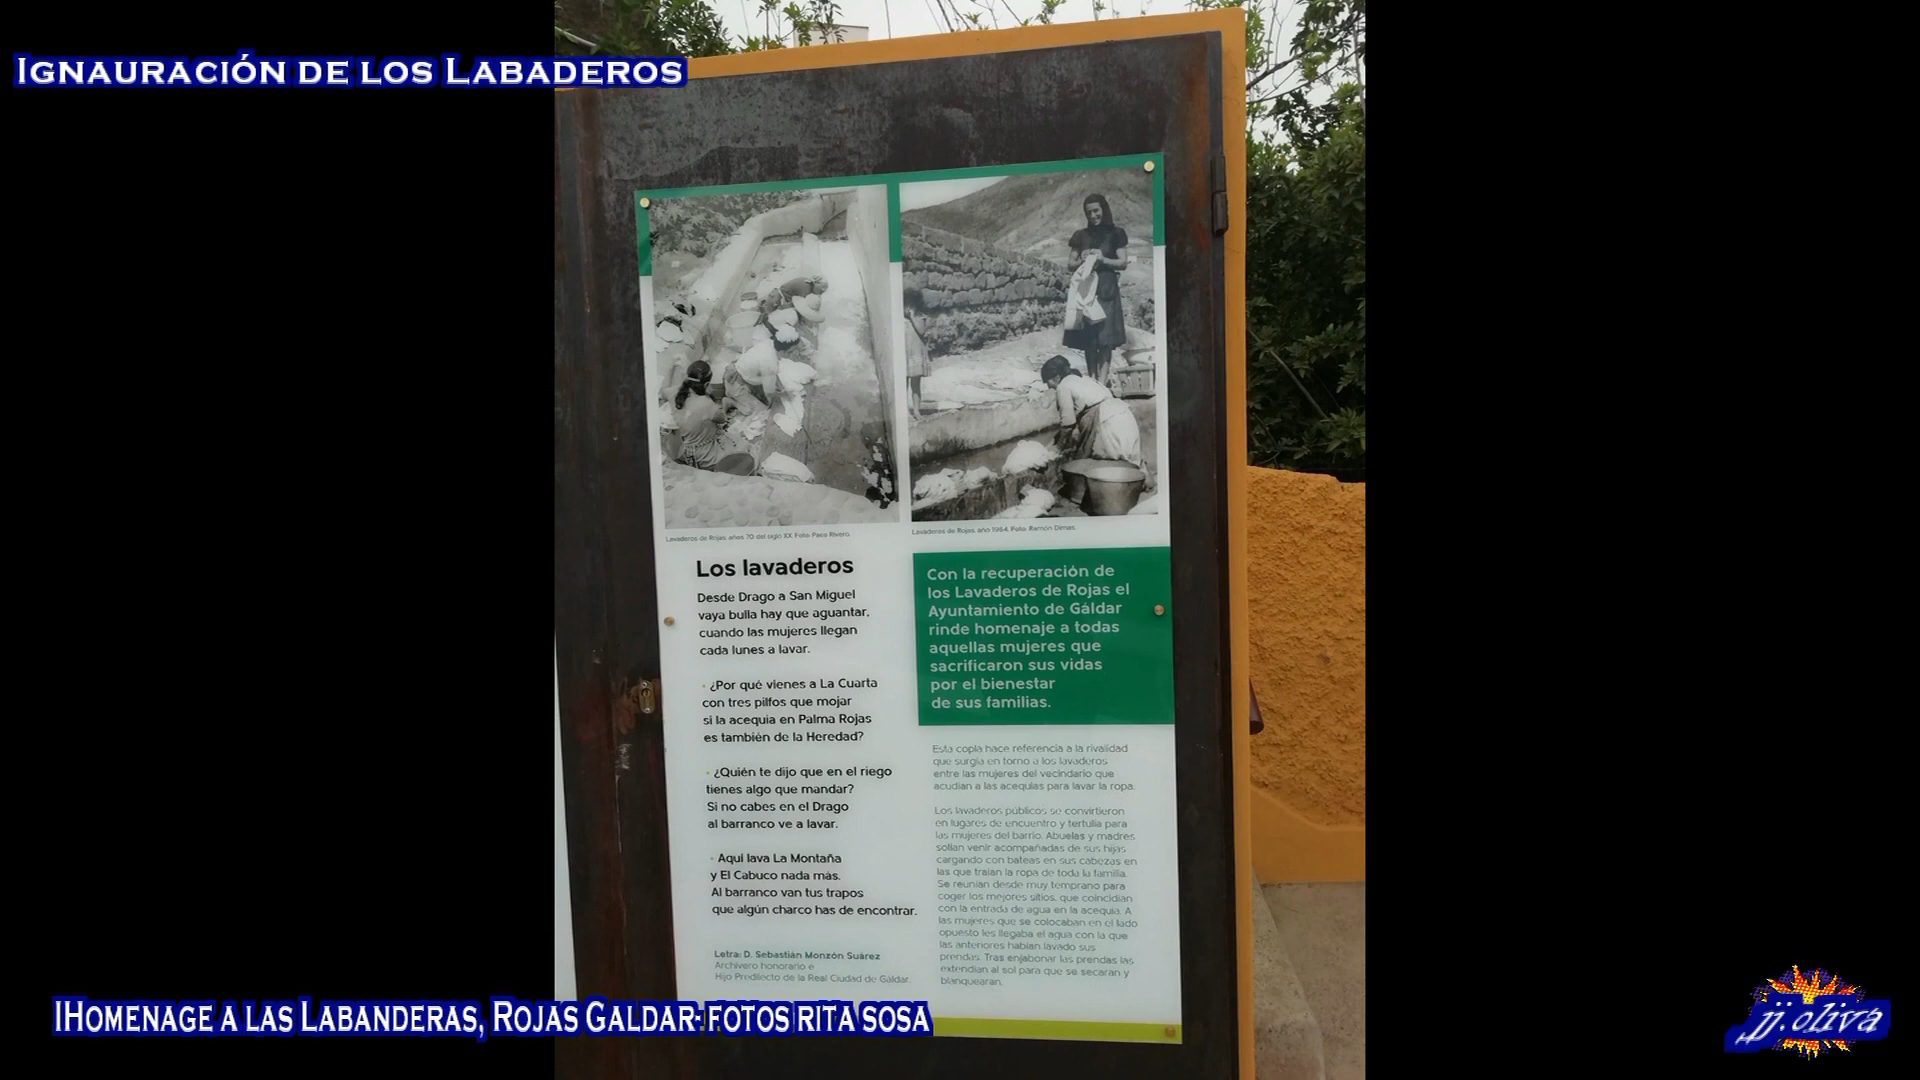 Ignauración de los Labaderos
Lavaderos de Rojas, años 70 del siglo XX. Foto: Paco Rivero.
Lavaderos de Rojas, año 1964. Foto: Ramón Dimas.
Los lavaderos
Desde Drago a San Miguel
vaya bulla hay que aguantar,
cuando las mujeres llegan
cada lunes a lavar.
- ¿Por qué vienes a La Cuarta
con tres pilfos que mojar
si la acequia en Palma Rojas
es también de la Heredad?
- ¿Quién te dijo que en el riego
tienes algo que mandar?
Si no cabes en el Drago
al barranco ve a lavar.
- Aquí lava La Montaña
y El Cabuco nada más.
Al barranco van tus trapos
que algún charco has de encontrar.
Letra: D. Sebastián Monzón Suárez
Archivero honorario e
Hijo Predilecto de la Real Ciudad de Gáldar.
Con la recuperación de
los Lavaderos de Rojas el
Ayuntamiento de Gáldar
rinde homenaje a todas
aquellas mujeres que
sacrificaron sus vidas
por el bienestar
de sus familias.
Esta copla hace referencia a la rivalidad
que surgía en torno a los lavaderos
entre las mujeres del vecindario que
acudían a las acequias para lavar la ropa.
Los lavaderos públicos se convirtieron
en lugares de encuentro y tertulia para
las mujeres del barrio. Abuelas y madres
solían venir acompañadas de sus hijas
cargando con bateas en sus cabezas en
las que traían la ropa de toda la familia.
Se reunían desde muy temprano para
coger los mejores sitios, que coincidían
con la entrada de agua en la acequia. A
las mujeres que se colocaban en el lado
opuesto les llegaba el agua con la que
las anteriores habían lavado sus
prendas. Tras enjabonar las prendas las
extendían al sol para que se secaran y
blanquearan.
IHomenage a las Labanderas, Rojas Galdar- fotos rita sosa
jj.oliva